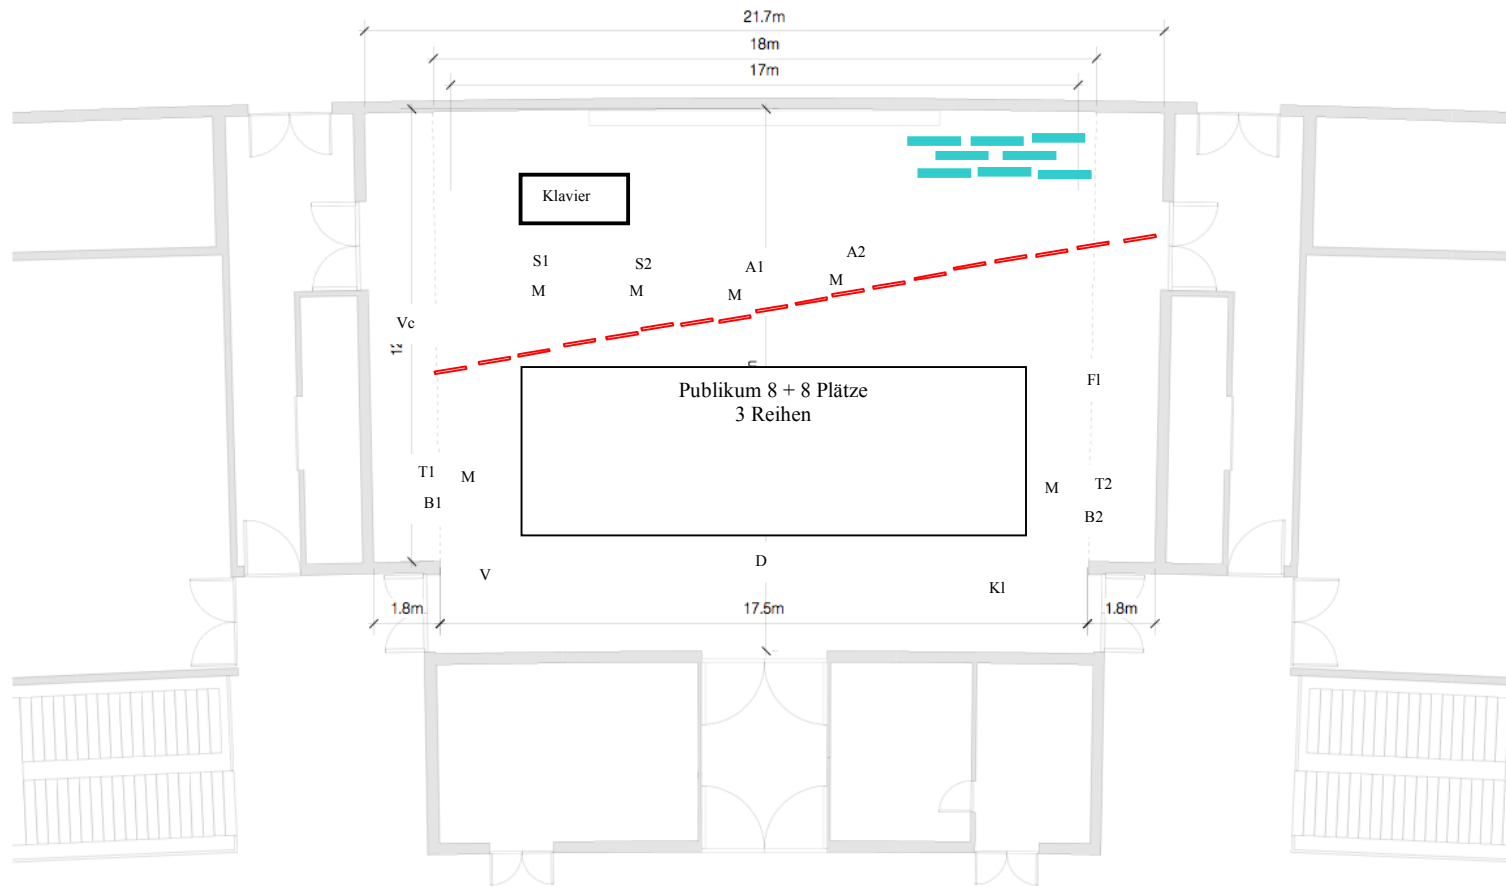 21.7m
18m
17m
Klavier
S1
S2
A1
A2
M
M
M
M
Vc
12
Publikum 8 + 8 Plätze
3 Reihen
Fl
T1
M
B1
M
T2
B2
V
D
Kl
1.8m
17.5m
1.8m